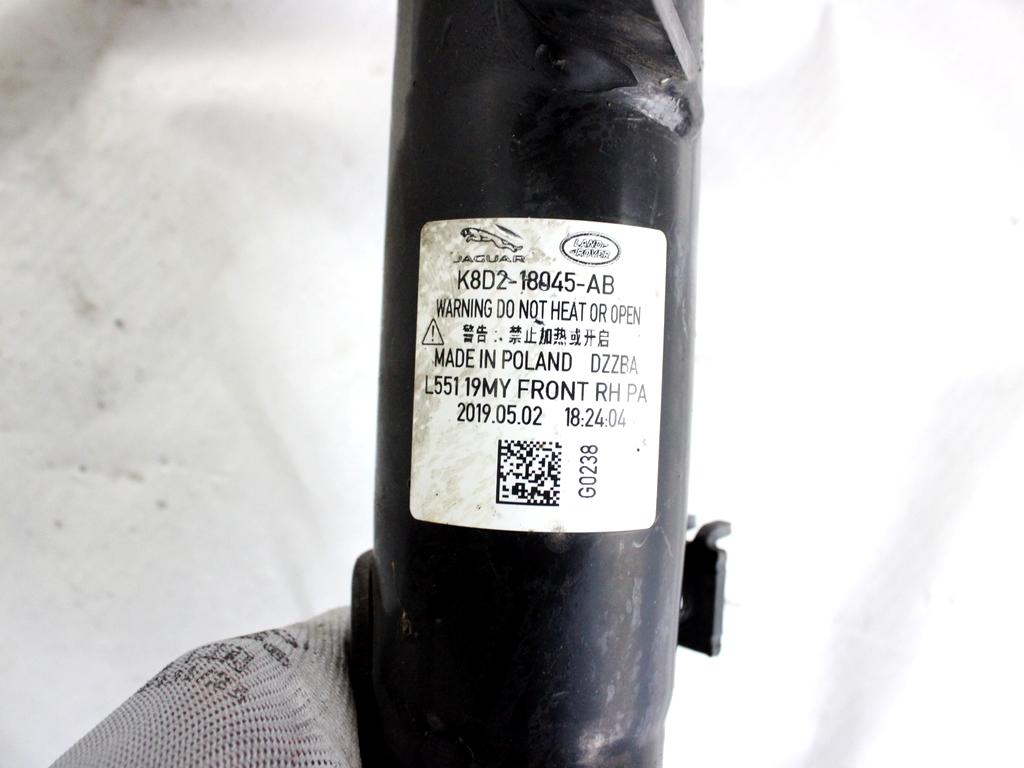 JAGUAR LAND- -ROVER
K8D2-18045-AB
WARNING DO NOT HEAT OR OPEN
警告:禁止加热或开启
MADE IN POLAND DZZBA
L551 19MY FRONT RH PA
2019.05.02 18:24:04
G0238